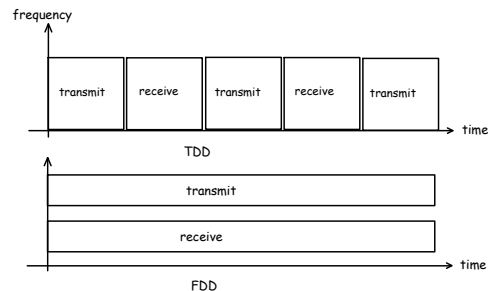 frequency
transmit receive transmit receive transmit
time
TDD
transmit
receive
time
FDD